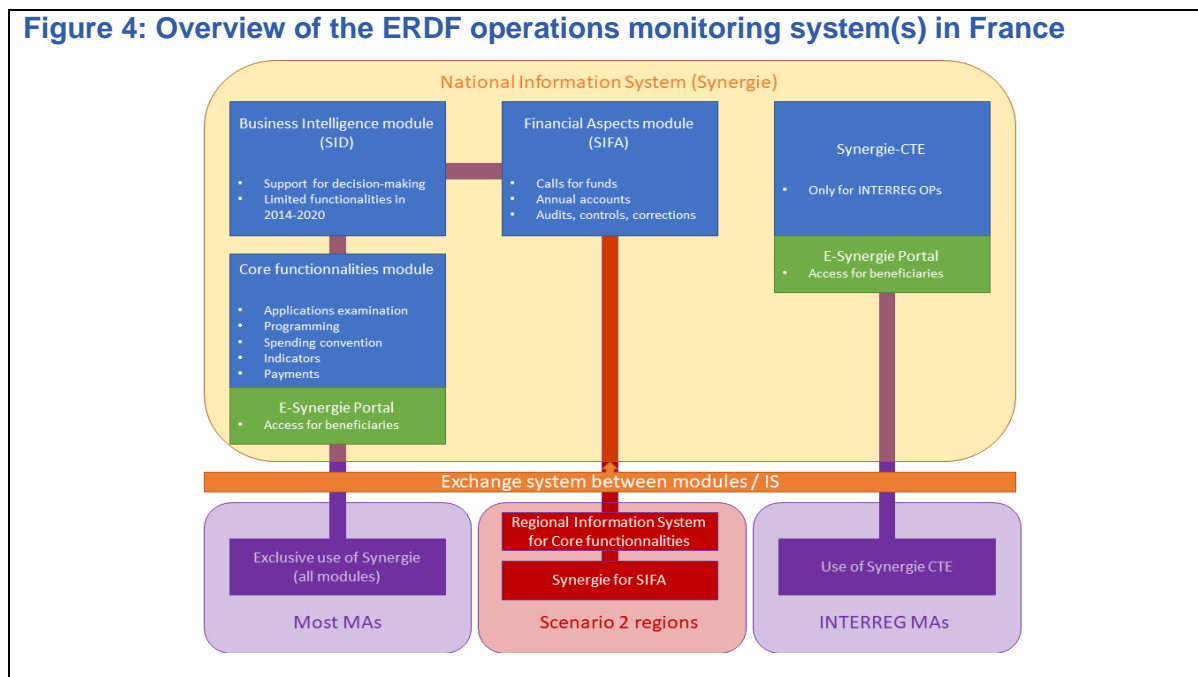 Figure 4: Overview of the ERDF operations monitoring system(s) in France
National Information System (Synergie)
Business Intelligence module
(SID)
• Support for decision-making
• Limited functionalities in
2014-2020
Financial Aspects module
(SIFA)
• Calls for funds
• Annual accounts
• Audits, controls, corrections
Synergie-CTE
• Only for INTERREG OPs
E-Synergie Portal
• Access for beneficiaries
Core functionnalities module
• Applications examination
• Programming
• Spending convention
• Indicators
• Payments
E-Synergie Portal
• Access for beneficiaries
Exchange system between modules / IS
Exclusive use of Synergie
(all modules)
Most MAs
Regional Information System
for Core functionnalities
Synergie for SIFA
Scenario 2 regions
Use of Synergie CTE
INTERREG MAs